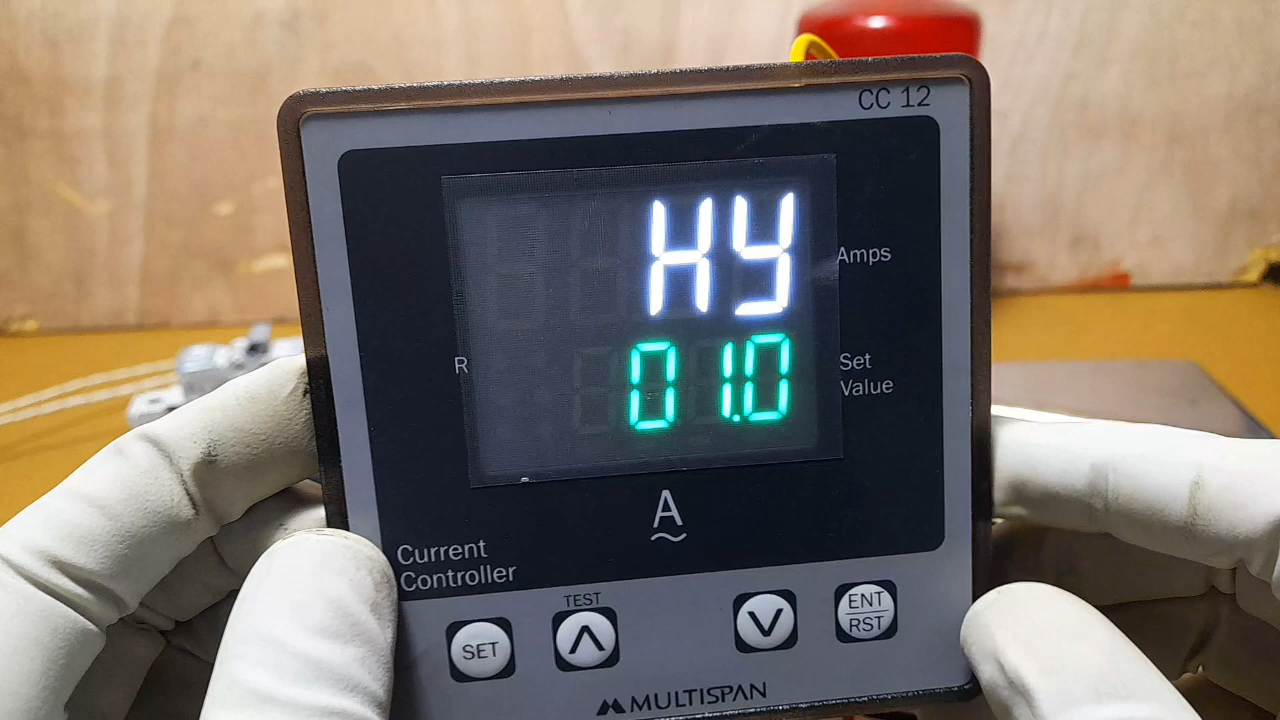 CC 12
HY
Amps
R
01.0
Set
Value
A
Current
Controller
TEST
SET
ENT
RST
MULTISPAN